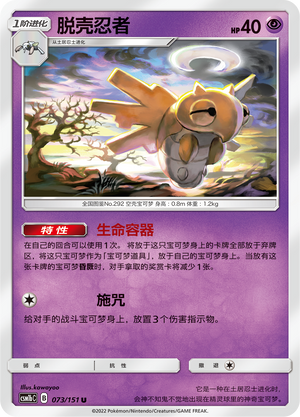 1阶进化
脱壳忍者
HP40
从土居忍士进化
全国图鉴No.292 空壳宝可梦 身高：0.8m 体重：1.2kg
特性 生命容器
在自己的回合可以使用1次。将放于这只宝可梦身上的卡牌全部放于弃牌
区，将这只宝可梦作为「宝可梦道具」，放于自己的宝可梦身上。当放有这
张卡牌的宝可梦昏厥时，对手拿取的奖赏卡将减少1张。
施咒
给对手的战斗宝可梦身上，放置3个伤害指示物。
弱点 抵抗力 撤退
Illus.kawayoo
CSM1bC B 073/151 U
它是一种在土居忍士进化时，
会神不知鬼不觉地出现在精灵球里的神奇宝可梦。
©2022 Pokémon/Nintendo/Creatures/GAME FREAK.